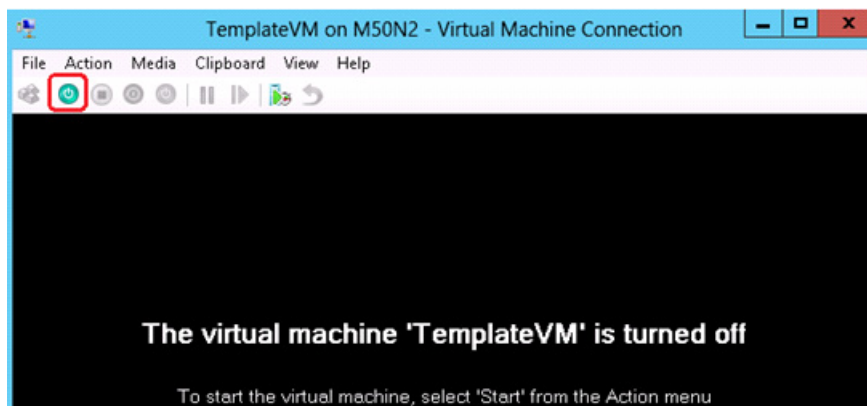 TemplateVM on M50N2 - Virtual Machine Connection
File Action Media Clipboard View Help
The virtual machine 'TemplateVM' is turned off
To start the virtual machine, select 'Start' from the Action menu